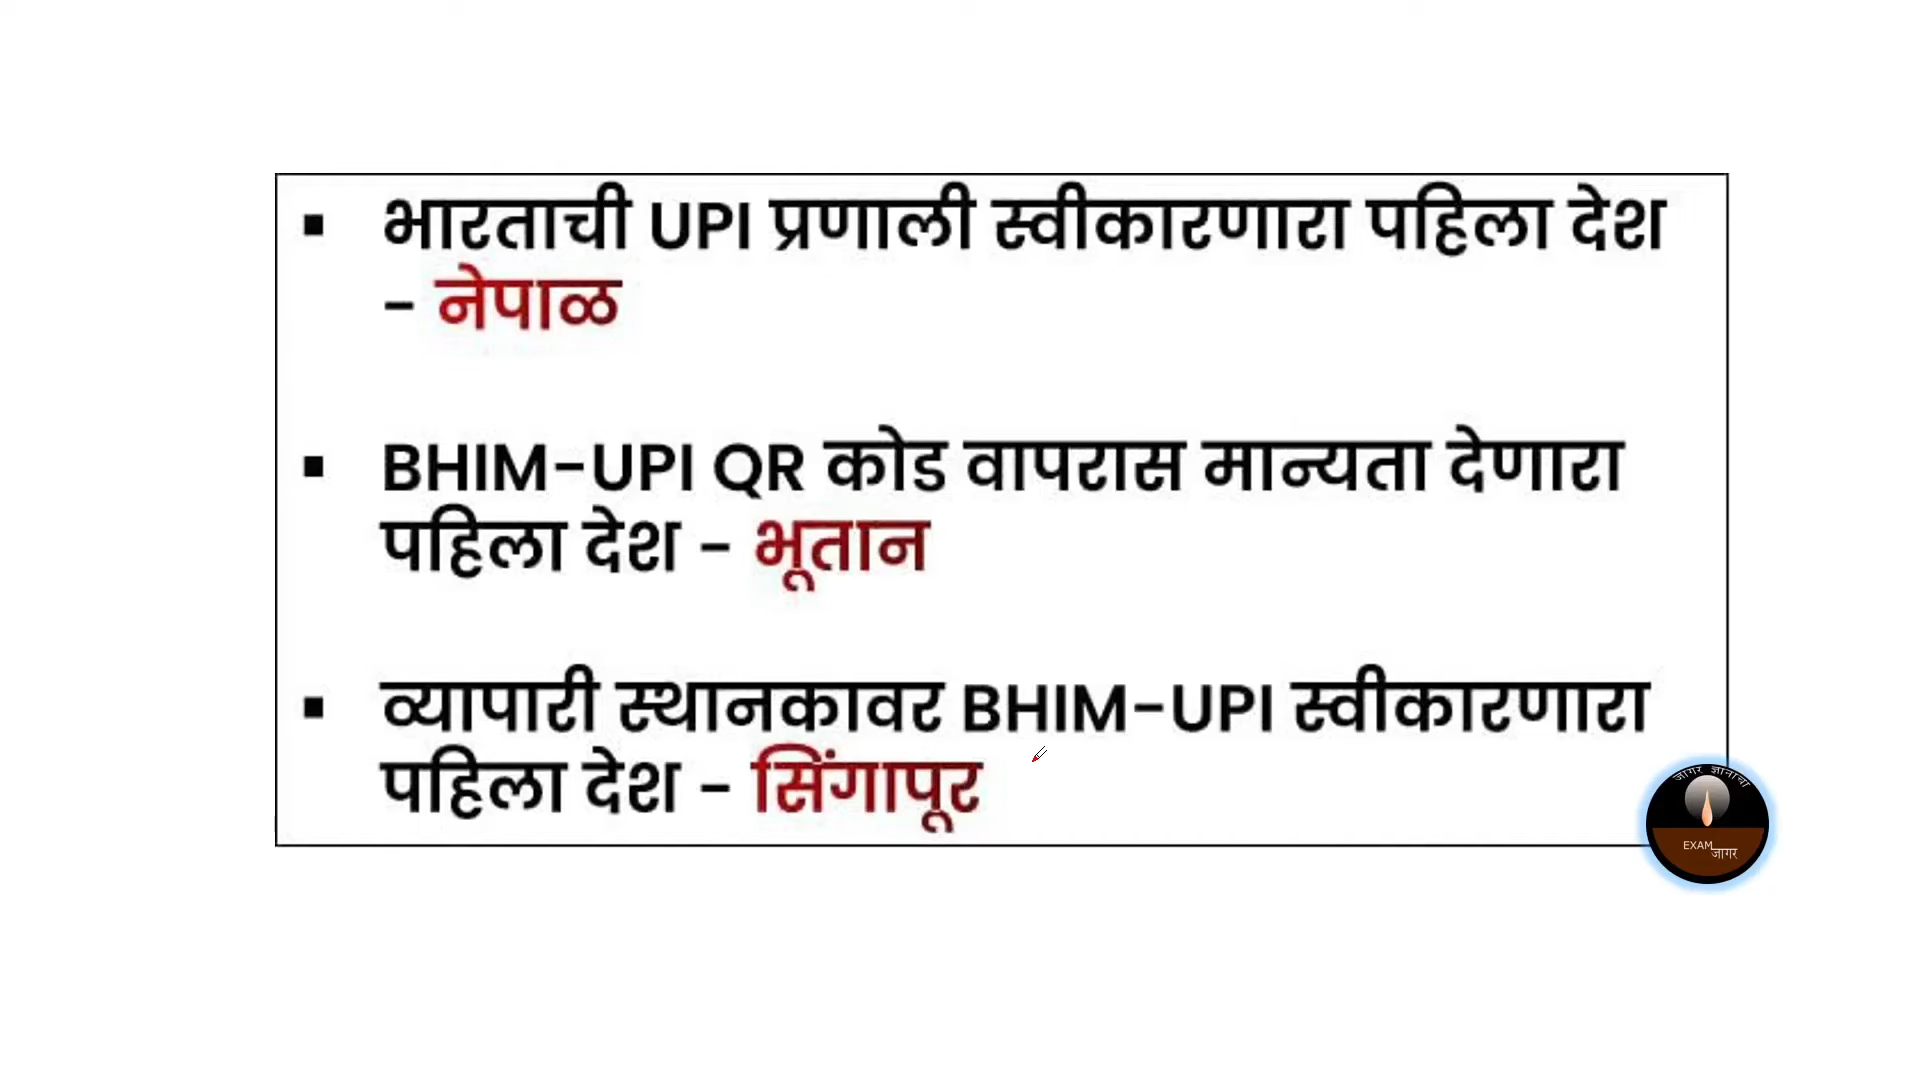 ▪ भारताची UPI प्रणाली स्वीकारणारा पहिला देश
- नेपाळ
▪ BHIM-UPI QR कोड वापरास मान्यता देणारा
पहिला देश - भूतान
▪ व्यापारी स्थानकावर BHIM-UPI स्वीकारणारा
पहिला देश - सिंगापूर
जागर ज्ञानाचा
EXAM जागर